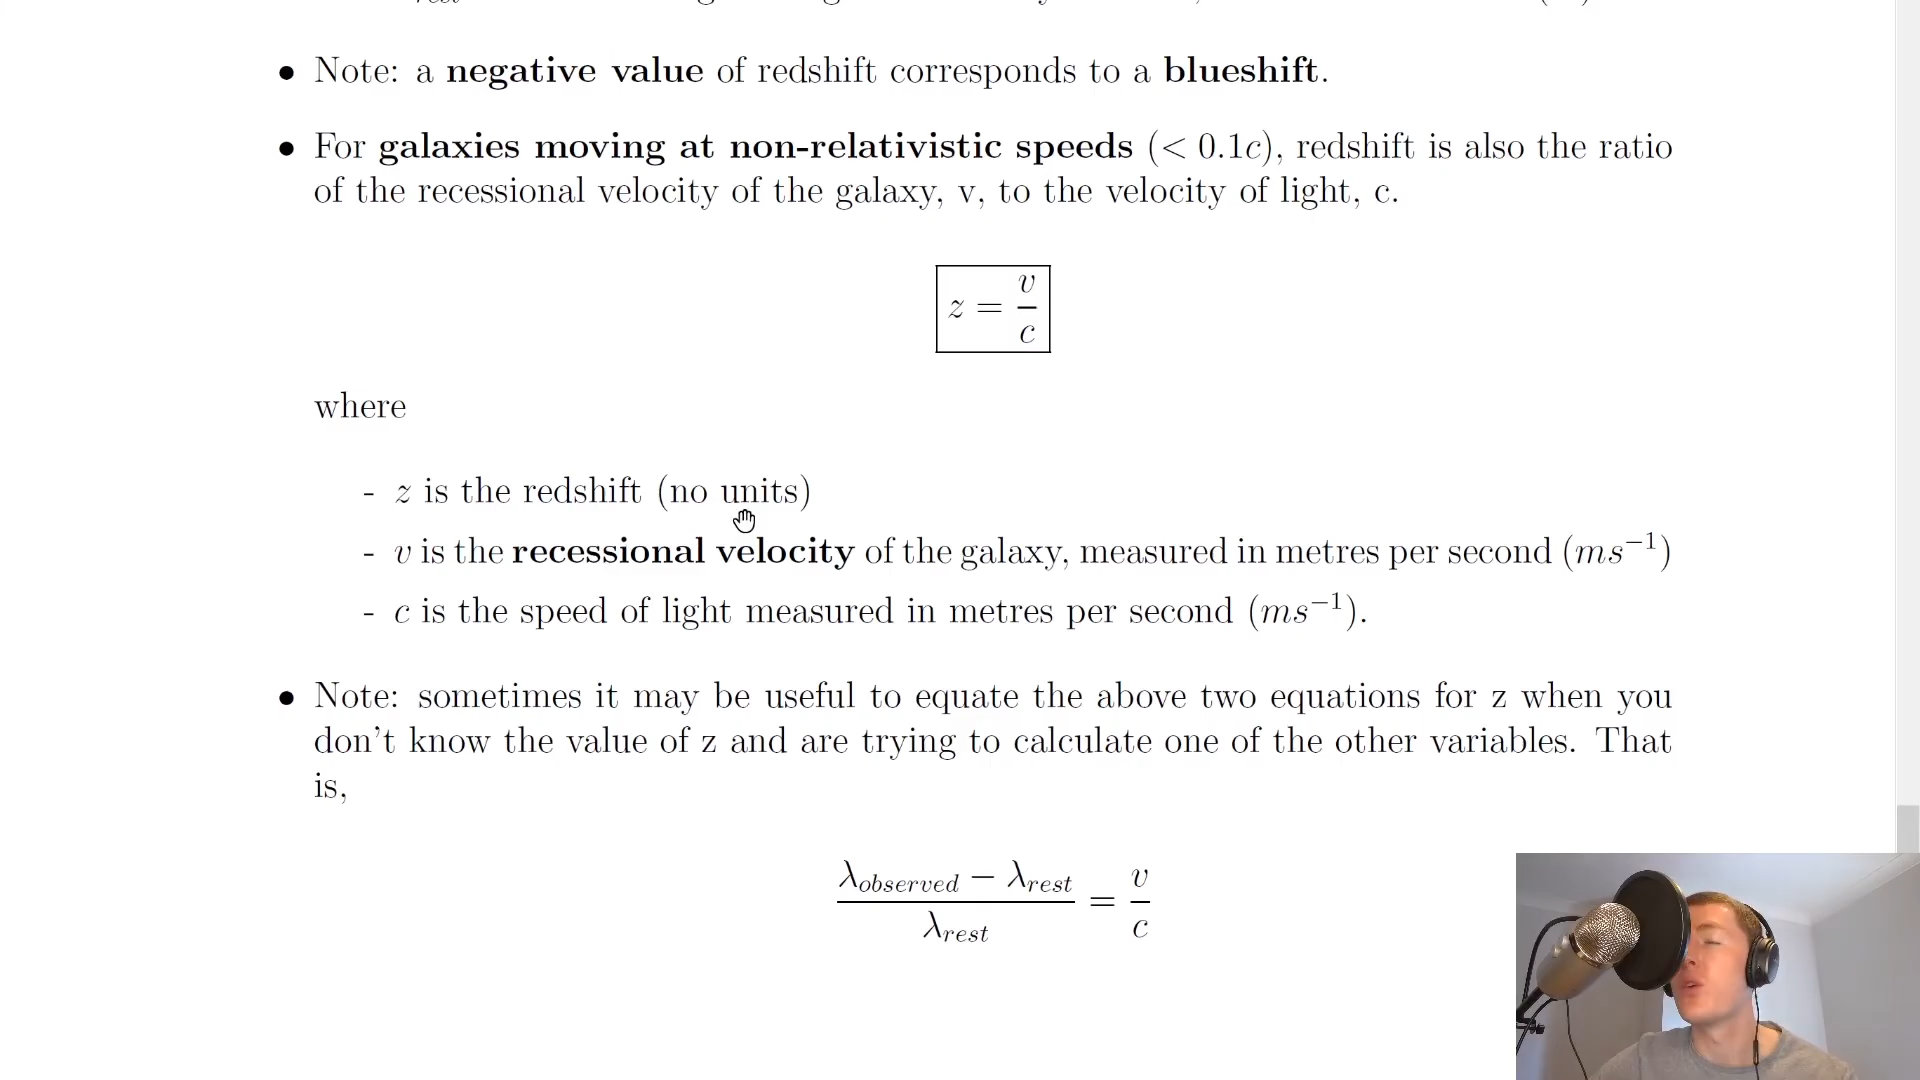 • Note: a negative value of redshift corresponds to a blueshift.
• For galaxies moving at non-relativistic speeds (< 0.1c), redshift is also the ratio
of the recessional velocity of the galaxy, v, to the velocity of light, c.
z = v/c
where
- z is the redshift (no units)
- v is the recessional velocity of the galaxy, measured in metres per second (ms⁻¹)
- c is the speed of light measured in metres per second (ms⁻¹).
• Note: sometimes it may be useful to equate the above two equations for z when you
don't know the value of z and are trying to calculate one of the other variables. That
is,
(λ_observed − λ_rest)/λ_rest = v/c